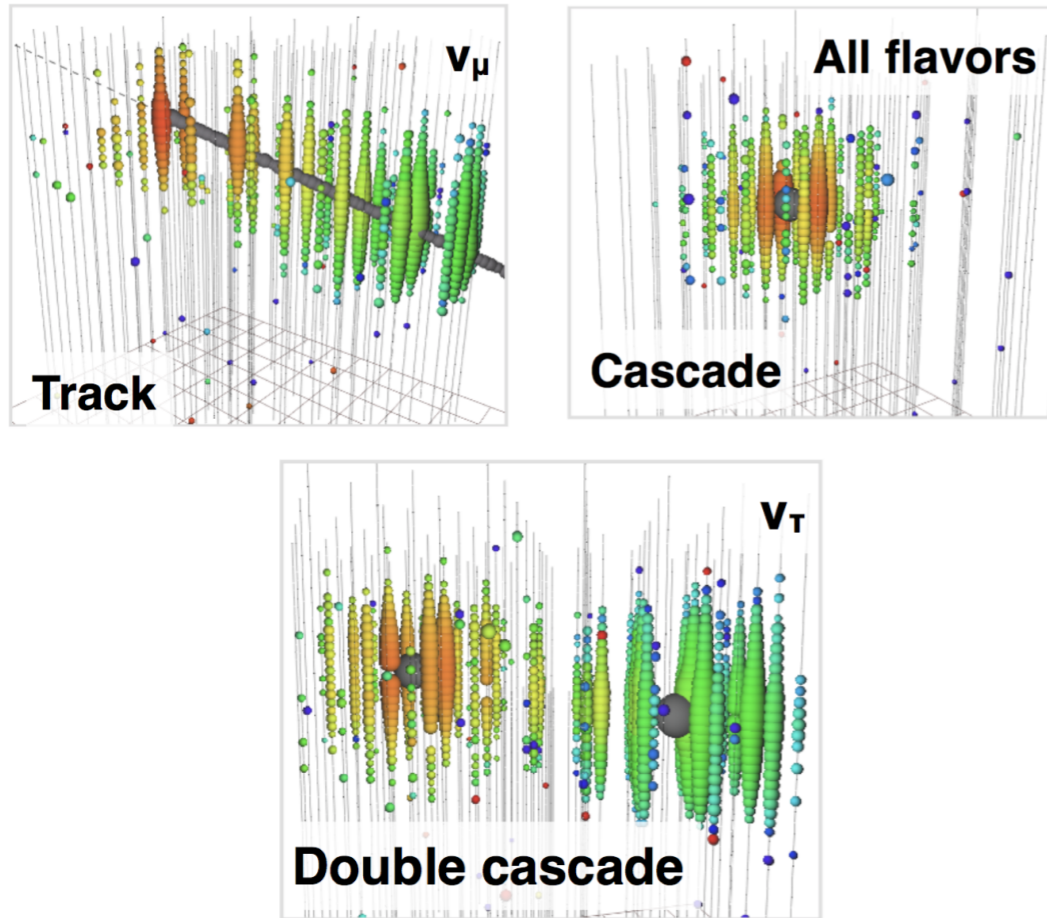 νμ
Track
All flavors
Cascade
ντ
Double cascade